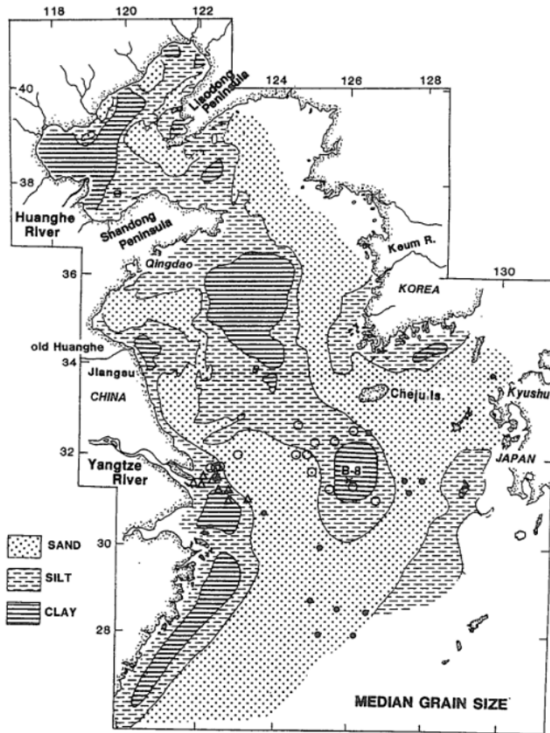 118 120 122
124 126 128
40
Liaodong
Peninsula
38
Huanghe
River
Shandong
Peninsula
Keum R.
Qingdao
130
36
KOREA
old Huanghe
34
Jiangsu
Cheju Is.
Kyushu
CHINA
32
Yangtze
River
B-8
JAPAN
SAND
30
SILT
CLAY
28
MEDIAN GRAIN SIZE